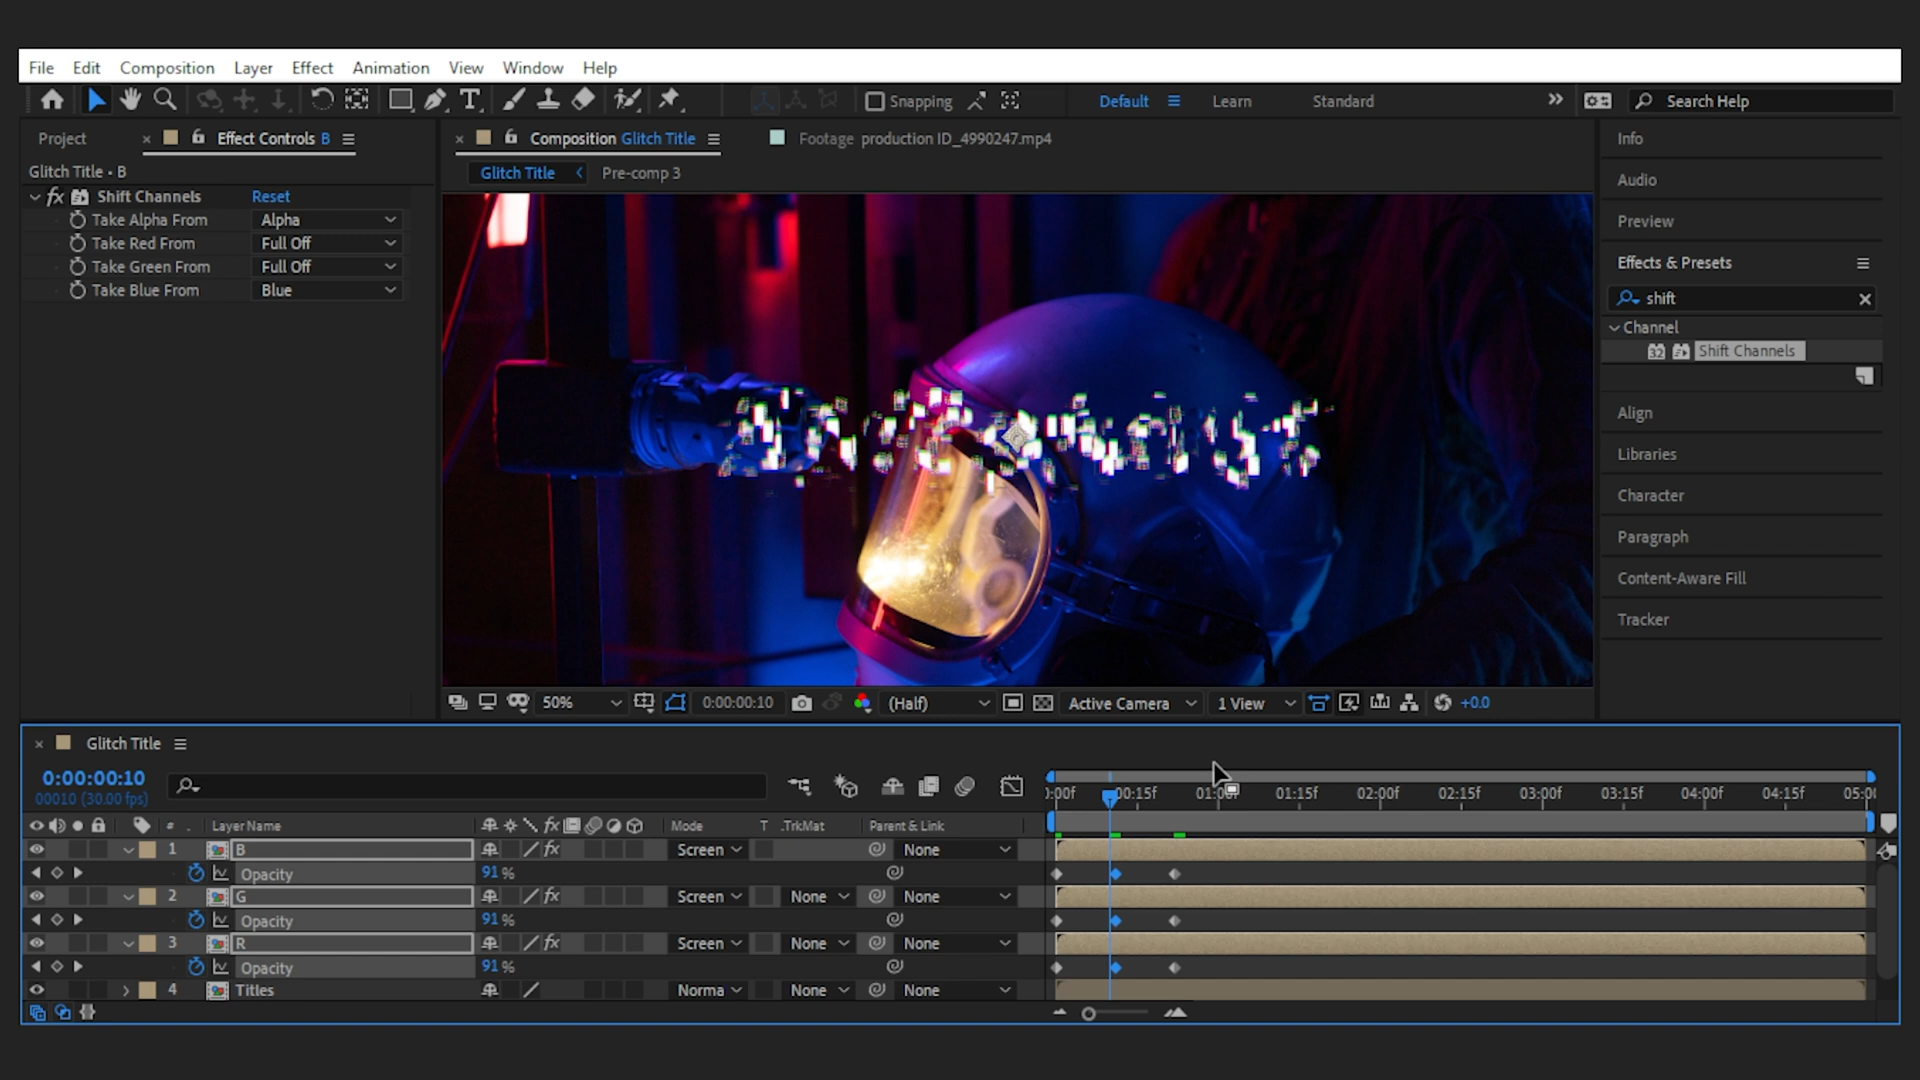 File Edit Composition Layer Effect Animation View Window Help
Snapping Default Learn Standard Search Help
Project Effect Controls B Composition Glitch Title Footage production ID_4990247.mp4 Info
Glitch Title • B Glitch Title Pre-comp 3 Audio
fx Shift Channels Reset
Take Alpha From Alpha Preview
Take Red From Full Off
Take Green From Full Off Effects & Presets
Take Blue From Blue shift
Channel
32 Shift Channels
Align
Libraries
Character
Paragraph
Content-Aware Fill
Tracker
50% 0:00:00:10 (Half) Active Camera 1 View +0.0
Glitch Title
0:00:00:10
00010 (30.00 fps) :00f 00:15f 01:00f 01:15f 02:00f 02:15f 03:00f 03:15f 04:00f 04:15f 05:00
# . Layer Name fx Mode T .TrkMat Parent & Link
1 B fx Screen None
Opacity 91 %
2 G fx Screen None None
Opacity 91 %
3 R fx Screen None None
Opacity 91 %
4 Titles Norma None None